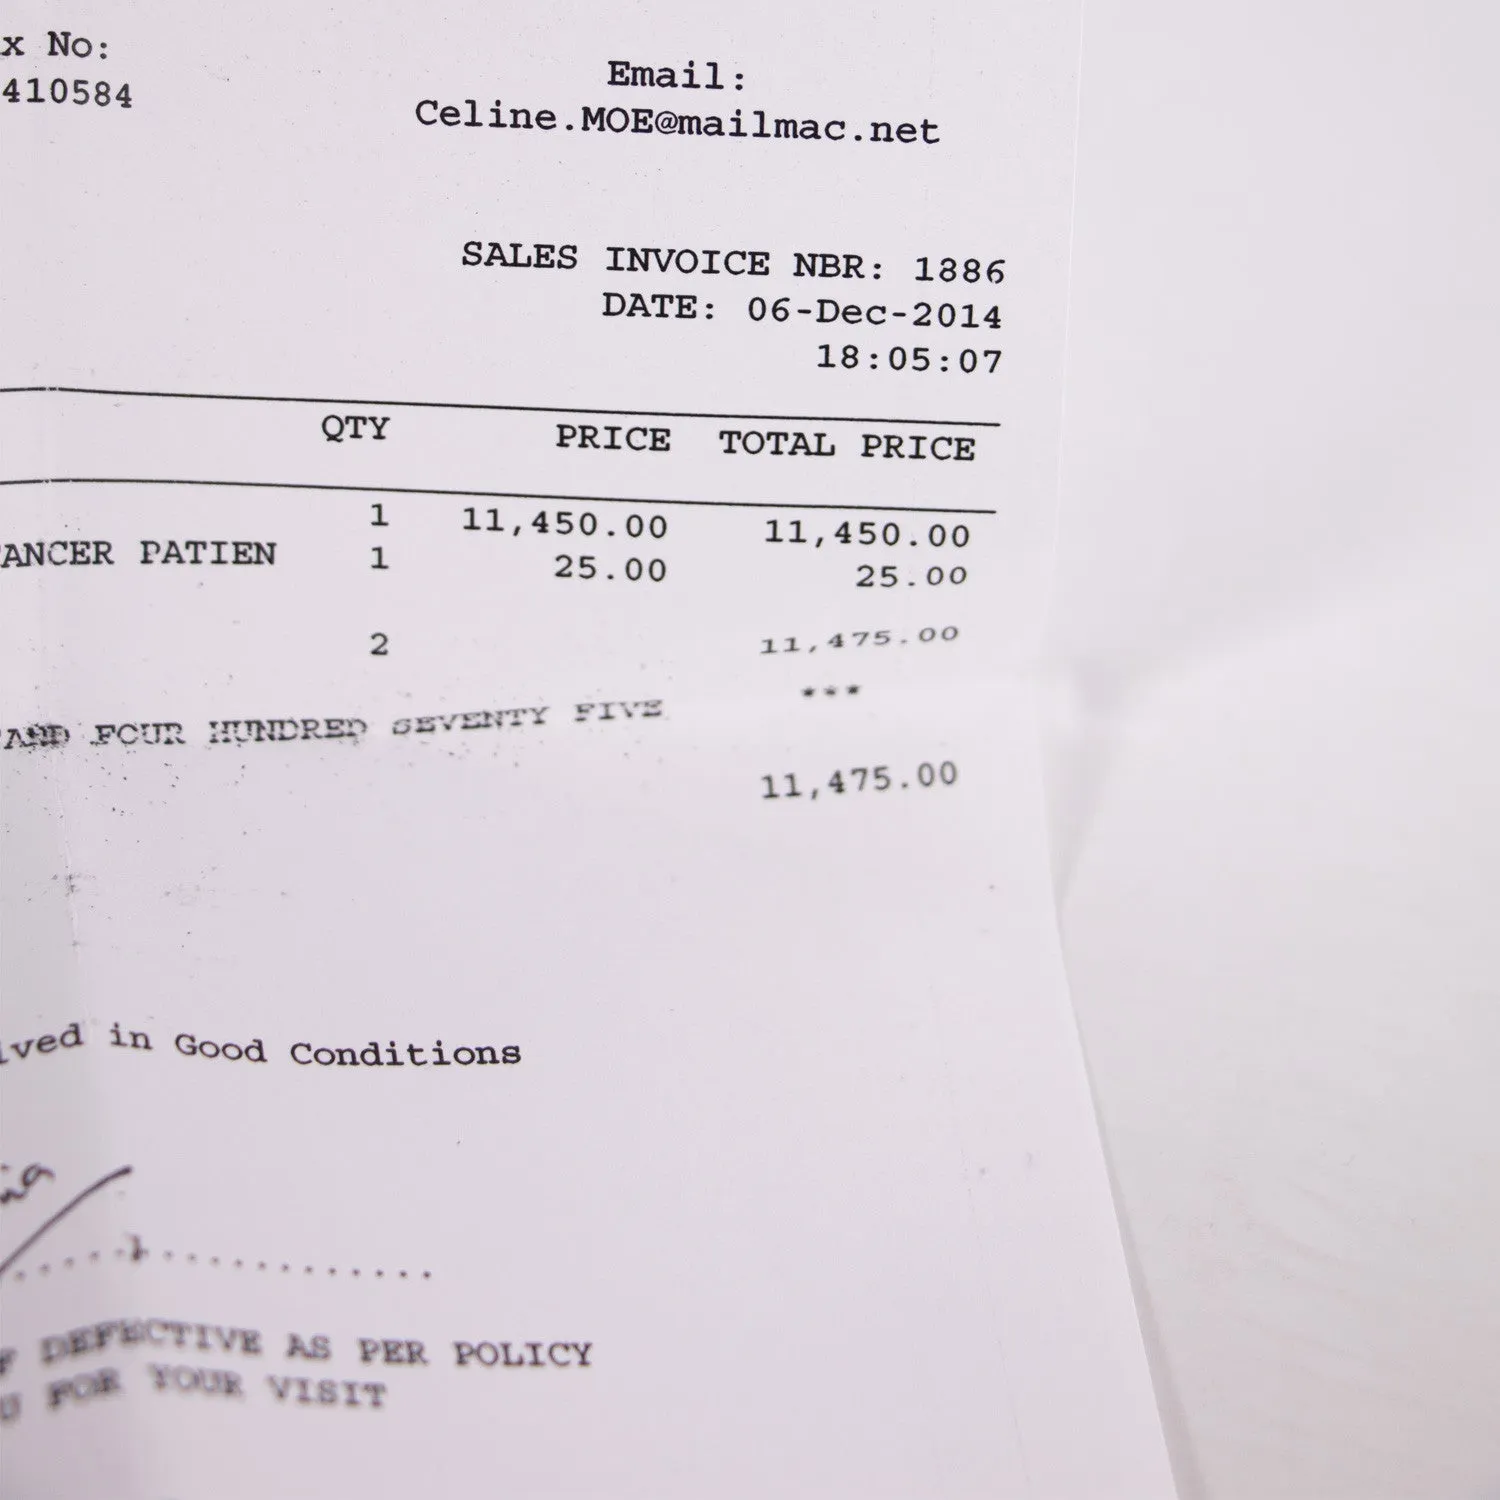 x No:
410584
Email:
Celine.MOE@mailmac.net
SALES INVOICE NBR: 1886
DATE: 06-Dec-2014
18:05:07
QTY PRICE TOTAL PRICE
1 11,450.00 11,450.00
ANCER PATIEN 1 25.00 25.00
2 11,475.00
***
AND FOUR HUNDRED SEVENTY FIVE
11,475.00
ived in Good Conditions
F DEFECTIVE AS PER POLICY
U FOR YOUR VISIT